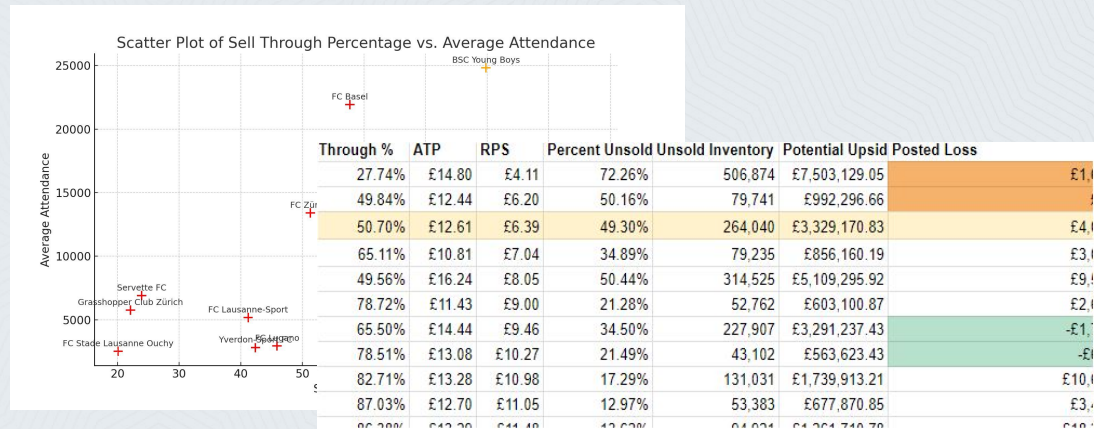 Scatter Plot of Sell Through Percentage vs. Average Attendance
25000
BSC Young Boys
FC Basel
20000
Average Attendance
15000
FC Zür
10000
Servette FC
Grasshopper Club Zürich
FC Lausanne-Sport
5000
FC Stade Lausanne Ouchy
Yverdon-Sport FC
FC Lugano
20 30 40 50
Through % ATP RPS Percent Unsold Unsold Inventory Potential Upsid Posted Loss
27.74% £14.80 £4.11 72.26% 506,874 £7,503,129.05
49.84% £12.44 £6.20 50.16% 79,741 £992,296.66
50.70% £12.61 £6.39 49.30% 264,040 £3,329,170.83
65.11% £10.81 £7.04 34.89% 79,235 £856,160.19
49.56% £16.24 £8.05 50.44% 314,525 £5,109,295.92
78.72% £11.43 £9.00 21.28% 52,762 £603,100.87
65.50% £14.44 £9.46 34.50% 227,907 £3,291,237.43
78.51% £13.08 £10.27 21.49% 43,102 £563,623.43
82.71% £13.28 £10.98 17.29% 131,031 £1,739,913.21
87.03% £12.70 £11.05 12.97% 53,383 £677,870.85